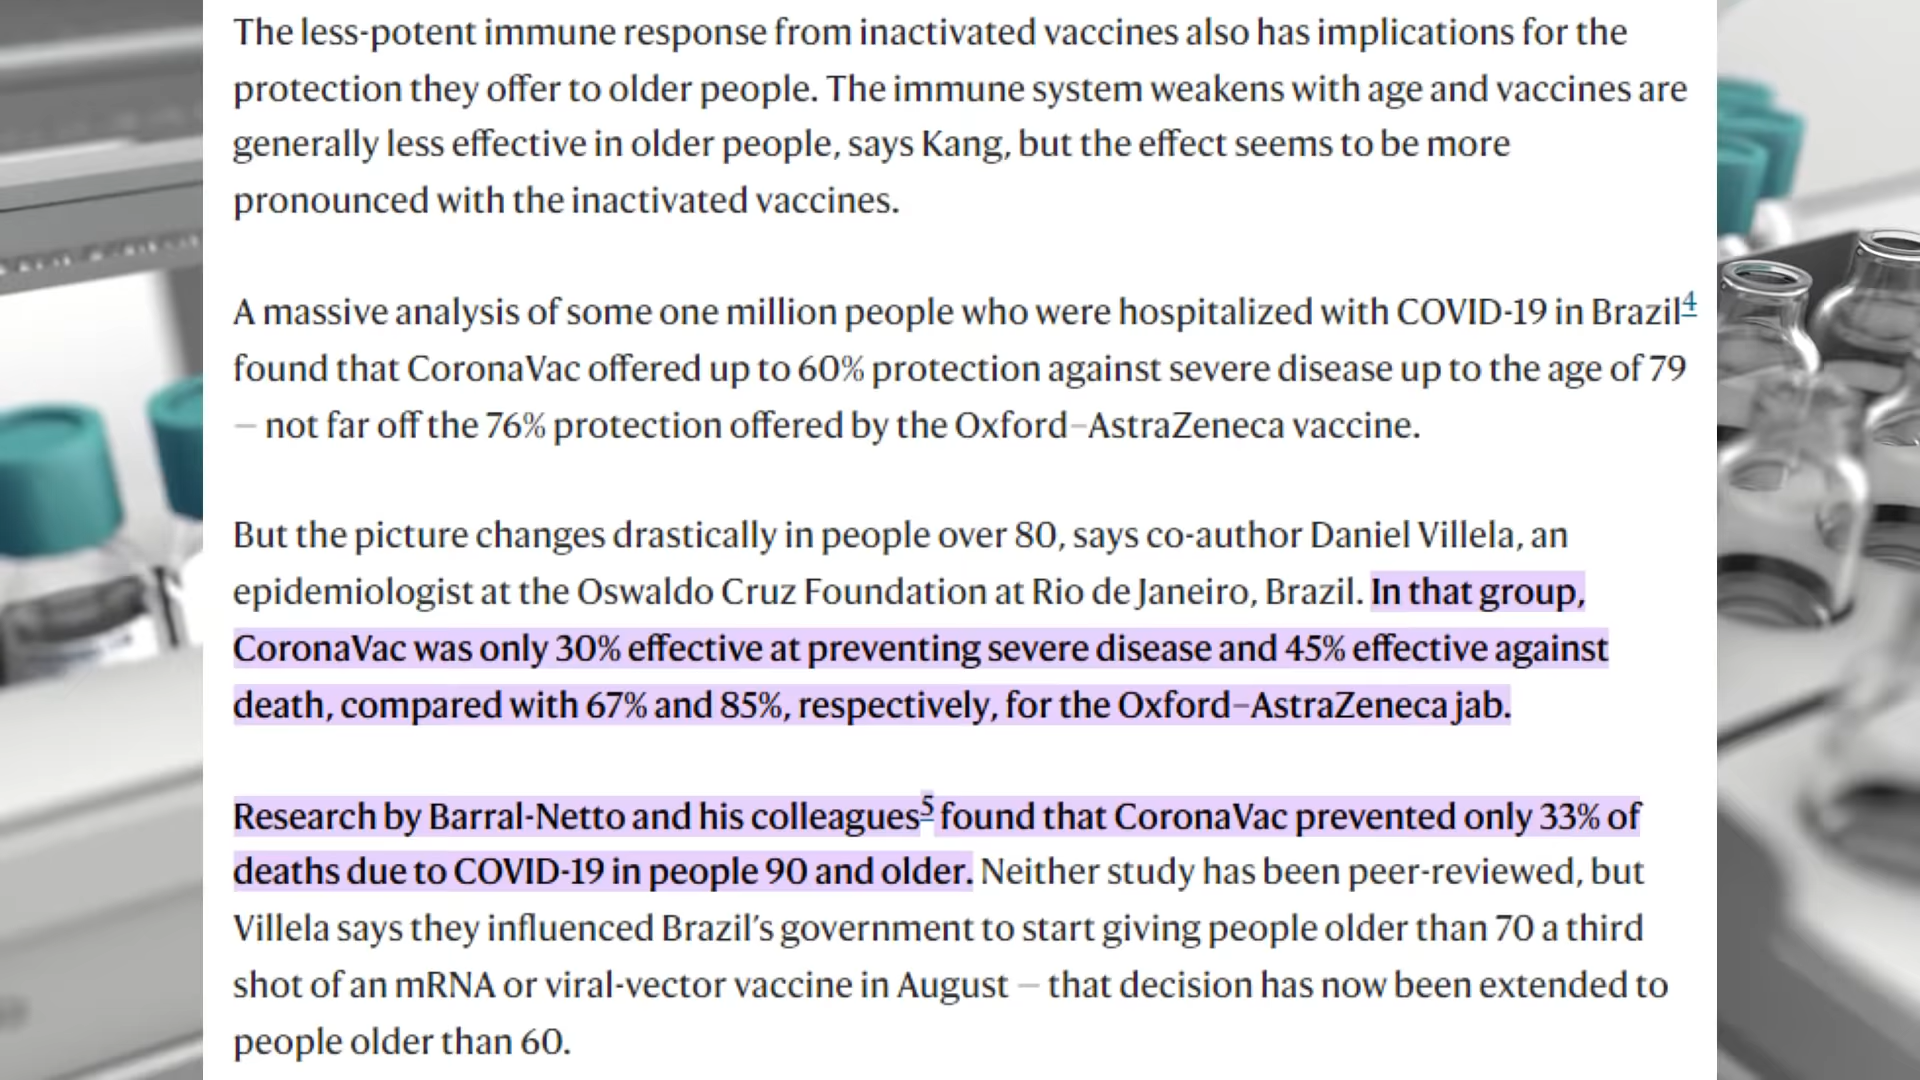 The less-potent immune response from inactivated vaccines also has implications for the
protection they offer to older people. The immune system weakens with age and vaccines are
generally less effective in older people, says Kang, but the effect seems to be more
pronounced with the inactivated vaccines.
A massive analysis of some one million people who were hospitalized with COVID-19 in Brazil4
found that CoronaVac offered up to 60% protection against severe disease up to the age of 79
— not far off the 76% protection offered by the Oxford–AstraZeneca vaccine.
But the picture changes drastically in people over 80, says co-author Daniel Villela, an
epidemiologist at the Oswaldo Cruz Foundation at Rio de Janeiro, Brazil. In that group,
CoronaVac was only 30% effective at preventing severe disease and 45% effective against
death, compared with 67% and 85%, respectively, for the Oxford–AstraZeneca jab.
Research by Barral-Netto and his colleagues5 found that CoronaVac prevented only 33% of
deaths due to COVID-19 in people 90 and older. Neither study has been peer-reviewed, but
Villela says they influenced Brazil’s government to start giving people older than 70 a third
shot of an mRNA or viral-vector vaccine in August — that decision has now been extended to
people older than 60.